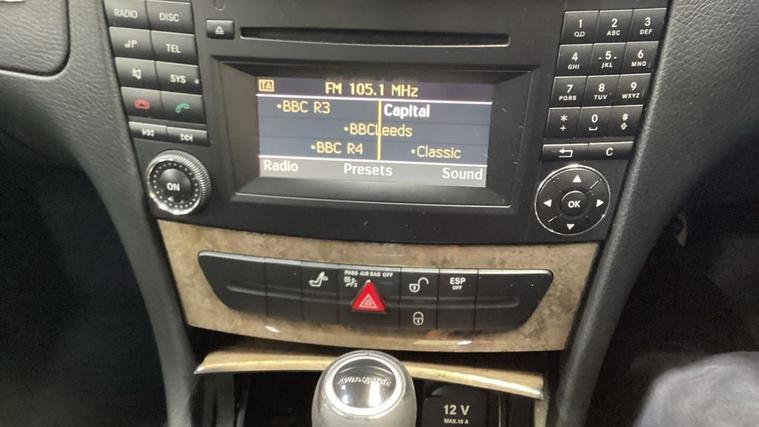 RADIO DISC
TEL
SYS
ON
TA FM 105.1 MHz
•BBC R3 Capital
•BBCLeeds
•BBC R4 •Classic
Radio Presets Sound
1 2 ABC 3 DEF
4 GHI 5 JKL 6 MNO
7 PQRS 8 TUV 9 WXYZ
* + 0 #
C
OK
PASS AIR BAG OFF
ESP
OFF
Avantgarde
12 V
MAX.15 A